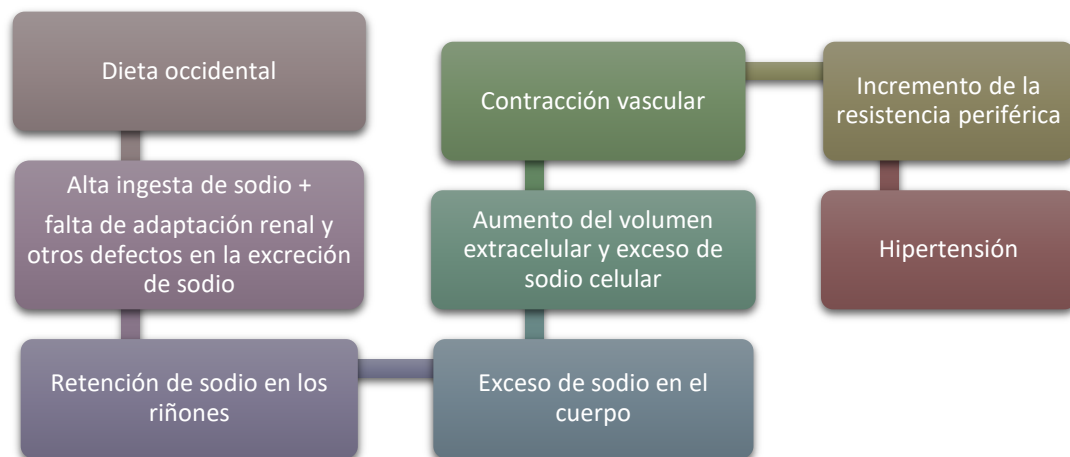 Dieta occidental
Alta ingesta de sodio +
falta de adaptación renal y
otros defectos en la excreción
de sodio
Retención de sodio en los
riñones
Exceso de sodio en el
cuerpo
Aumento del volumen
extracelular y exceso de
sodio celular
Contracción vascular
Incremento de la
resistencia periférica
Hipertensión